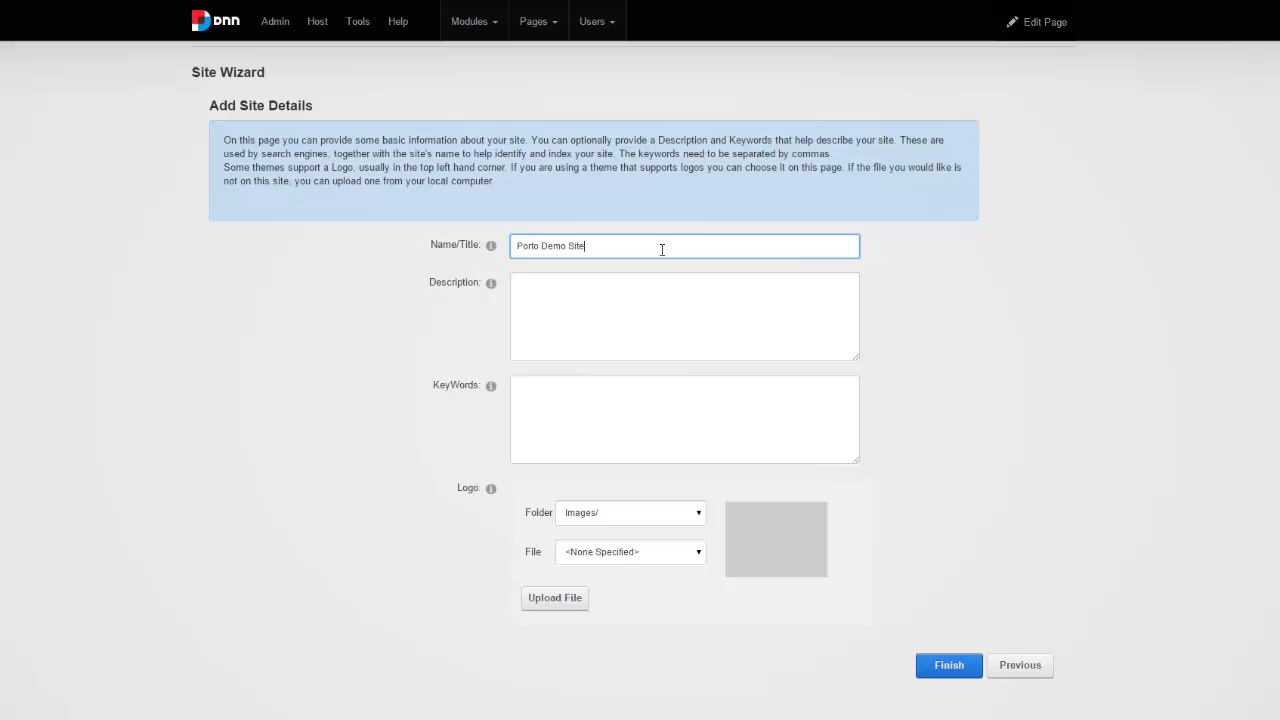 DNN Admin Host Tools Help Modules Pages Users Edit Page
Site Wizard
Add Site Details
On this page you can provide some basic information about your site. You can optionally provide a Description and Keywords that help describe your site. These are
used by search engines, together with the site's name to help identify and index your site. The keywords need to be separated by commas.
Some themes support a Logo, usually in the top left hand corner. If you are using a theme that supports logos you can choose it on this page. If the file you would like is
not on this site, you can upload one from your local computer.
Name/Title: Porto Demo Site
Description:
KeyWords:
Logo:
Folder Images/
File <None Specified>
Upload File
Finish Previous